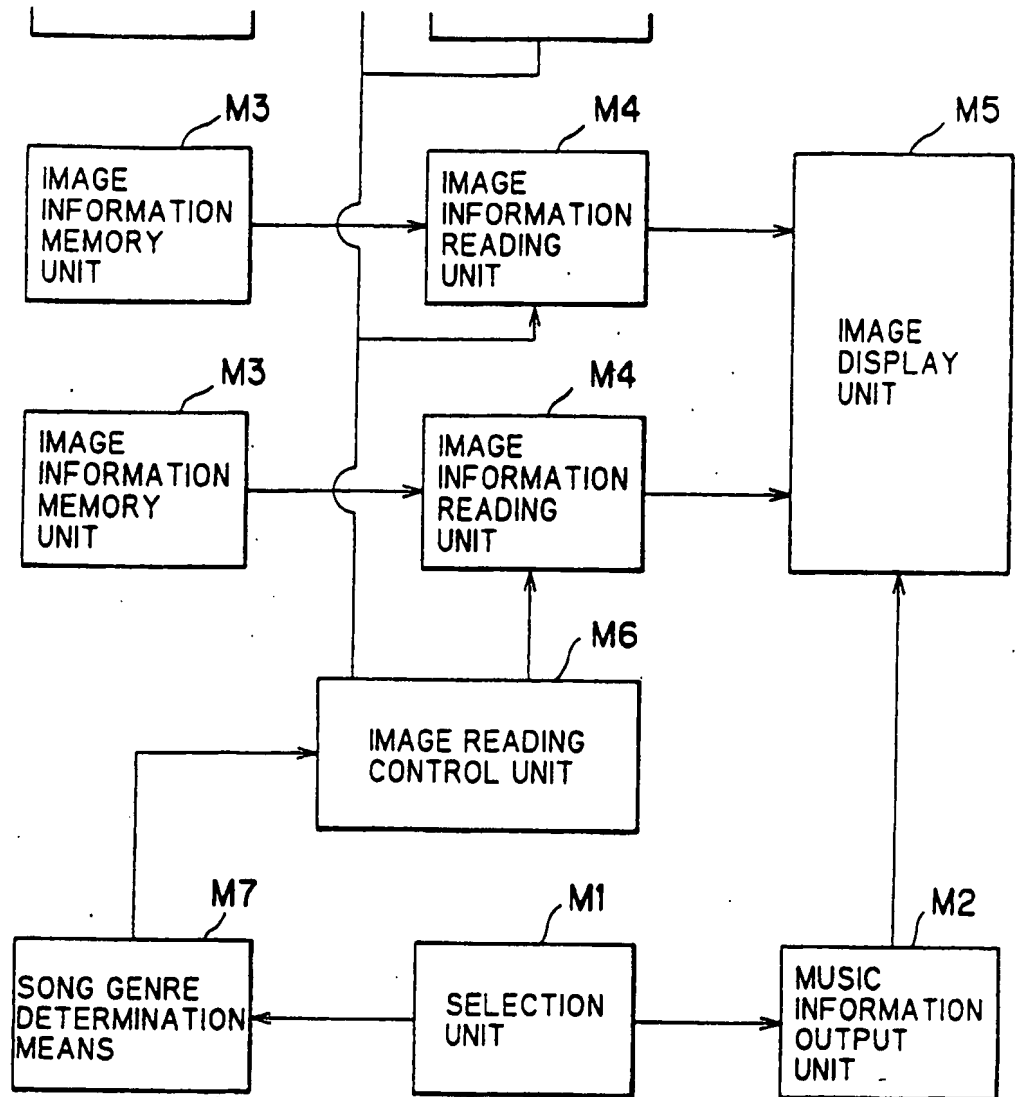 M3
M4
M5
IMAGE
INFORMATION
MEMORY
UNIT
IMAGE
INFORMATION
READING
UNIT
IMAGE
DISPLAY
UNIT
M3
M4
IMAGE
INFORMATION
MEMORY
UNIT
IMAGE
INFORMATION
READING
UNIT
M6
IMAGE READING
CONTROL UNIT
M7
M1
M2
SONG GENRE
DETERMINATION
MEANS
SELECTION
UNIT
MUSIC
INFORMATION
OUTPUT
UNIT